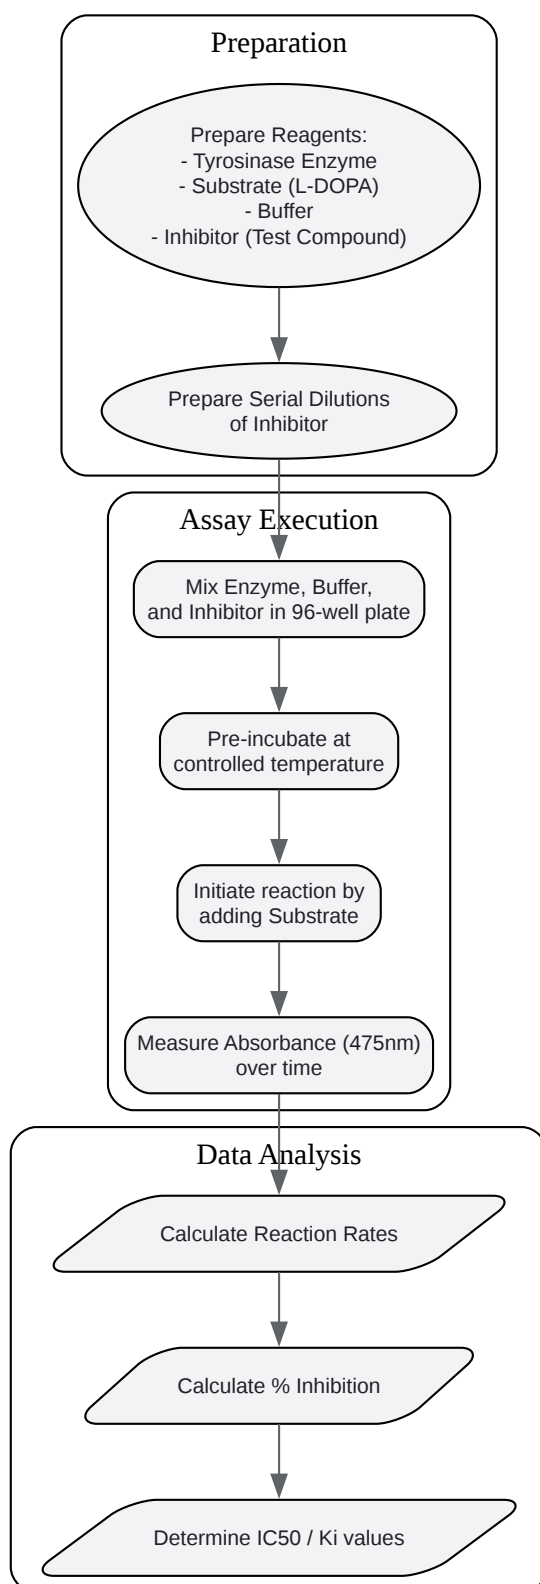 Preparation
Prepare Reagents:
- Tyrosinase Enzyme
- Substrate (L-DOPA)
- Buffer
- Inhibitor (Test Compound)
Prepare Serial Dilutions
of Inhibitor
Assay Execution
Mix Enzyme, Buffer,
and Inhibitor in 96-well plate
Pre-incubate at
controlled temperature
Initiate reaction by
adding Substrate
Measure Absorbance (475nm)
over time
Data Analysis
Calculate Reaction Rates
Calculate % Inhibition
Determine IC50 / Ki values